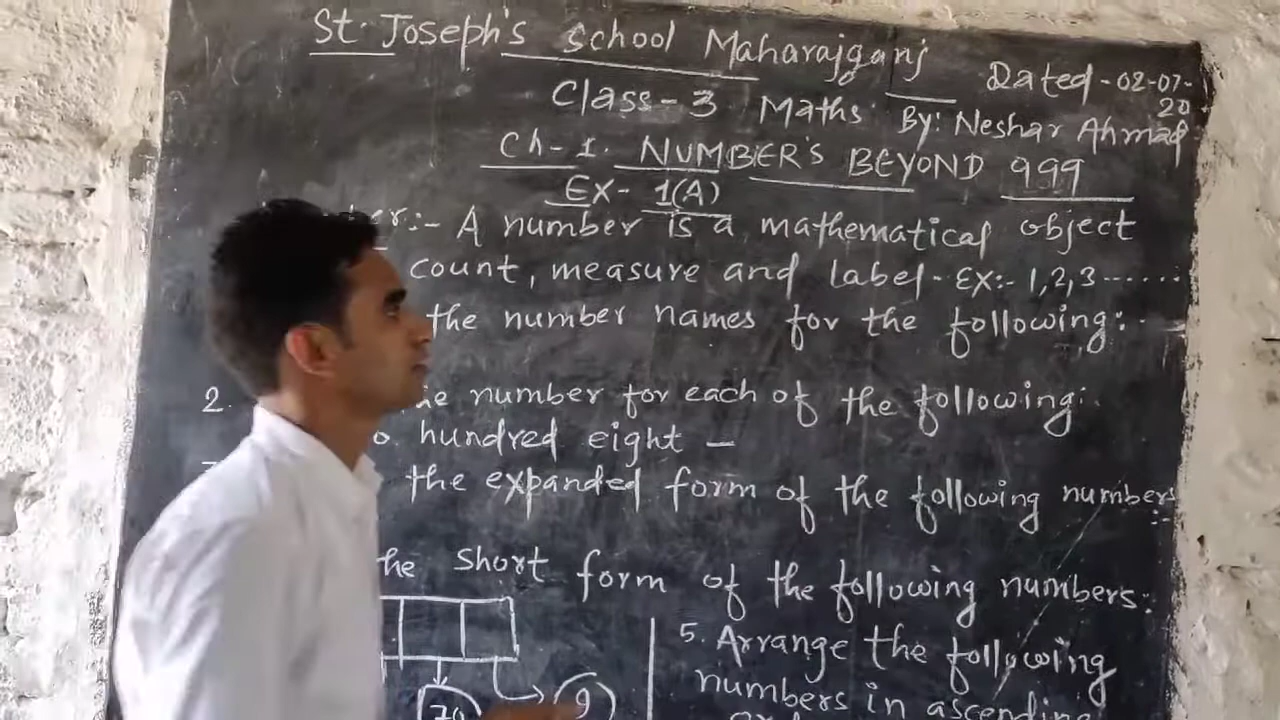 St. Joseph's School Maharajganj Dated-02-07-20
Class-3 Maths By: Neshar Ahmad
Ch-1. NUMBER'S BEYOND 999
EX- 1(A)
er:- A number is a mathematical object
count, measure and label- EX:- 1,2,3.......
the number names for the following:
2. number for each of the following:
hundred eight -
the expanded form of the following numbers:-
the short form of the following numbers:
5. Arrange the following
numbers in ascending
70 9